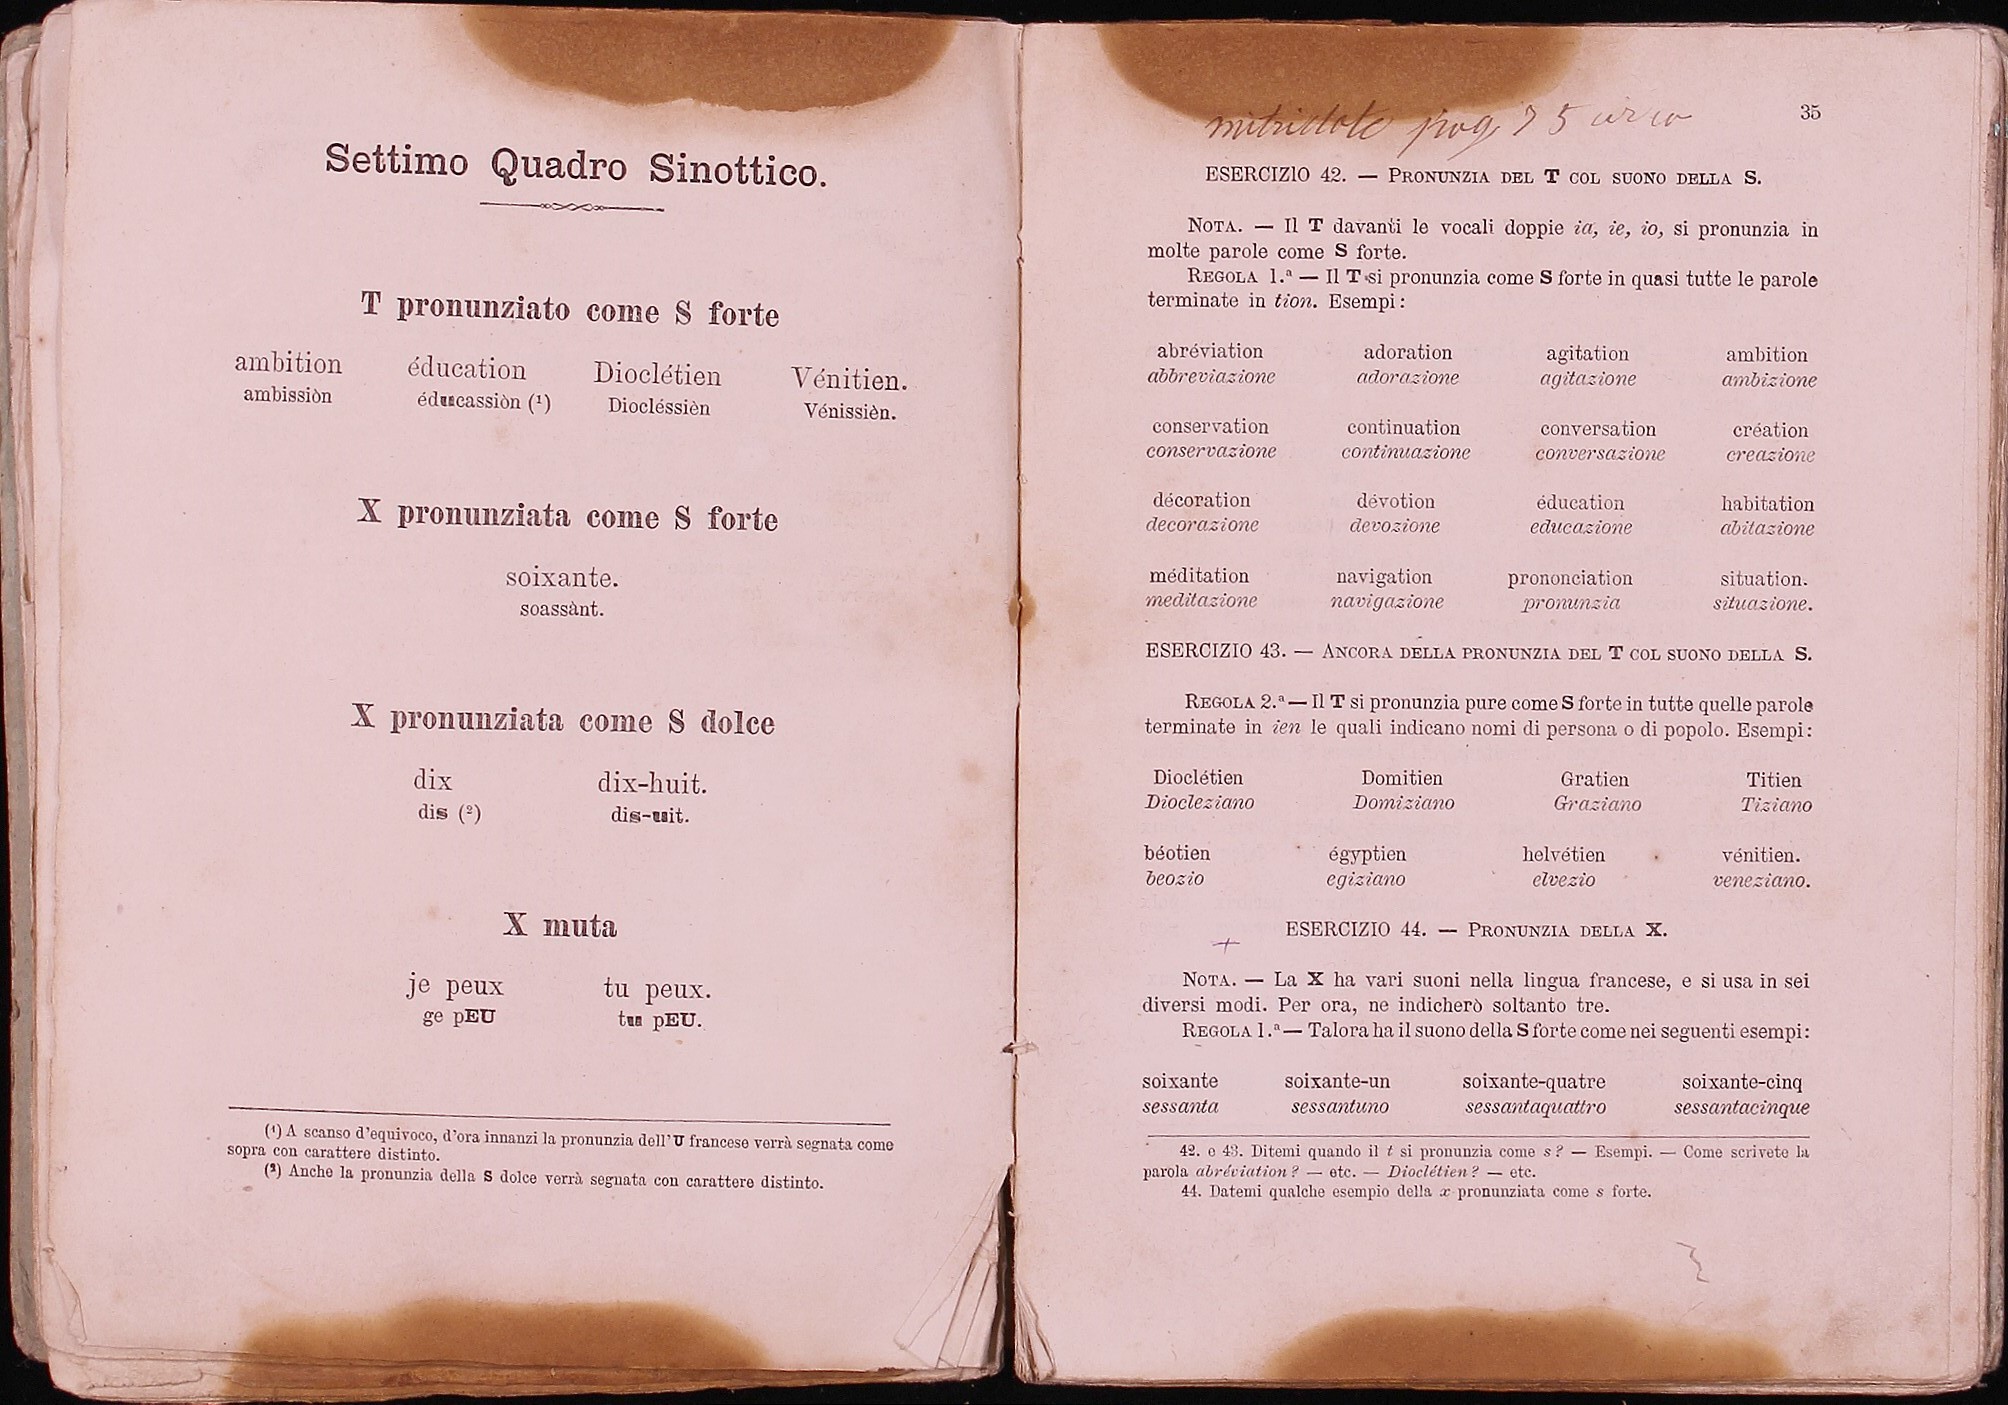 Settimo Quadro Sinottico.
T pronunziato come S forte
ambition éducation Dioclétien Vénitien.
ambissiòn éducassiòn (¹) Diocléssièn Vénissièn.
X pronunziata come S forte
soixante.
soassànt.
X pronunziata come S dolce
dix dix-huit.
dis (²) dis-uit.
X muta
je peux tu peux.
ge pEU tu pEU.
(¹) A scanso d'equivoco, d'ora innanzi la pronunzia dell'U francese verrà segnata come
sopra con carattere distinto.
(²) Anche la pronunzia della S dolce verrà segnata con carattere distinto.
pag 75 circa
35
ESERCIZIO 42. — PRONUNZIA DEL T COL SUONO DELLA S.
NOTA. — Il T davanti le vocali doppie ia, ie, io, si pronunzia in
molte parole come S forte.
REGOLA 1.ª — Il T si pronunzia come S forte in quasi tutte le parole
terminate in tion. Esempi:
abréviation adoration agitation ambition
abbreviazione adorazione agitazione ambizione
conservation continuation conversation création
conservazione continuazione conversazione creazione
décoration dévotion éducation habitation
decorazione devozione educazione abitazione
méditation navigation prononciation situation.
meditazione navigazione pronunzia situazione.
ESERCIZIO 43. — ANCORA DELLA PRONUNZIA DEL T COL SUONO DELLA S.
REGOLA 2.ª — Il T si pronunzia pure come S forte in tutte quelle parole
terminate in ien le quali indicano nomi di persona o di popolo. Esempi:
Dioclétien Domitien Gratien Titien
Diocleziano Domiziano Graziano Tiziano
béotien égyptien helvétien vénitien.
beozio egiziano elvezio veneziano.
ESERCIZIO 44. — PRONUNZIA DELLA X.
NOTA. — La X ha vari suoni nella lingua francese, e si usa in sei
diversi modi. Per ora, ne indicherò soltanto tre.
REGOLA 1.ª — Talora ha il suono della S forte come nei seguenti esempi:
soixante soixante-un soixante-quatre soixante-cinq
sessanta sessantuno sessantaquattro sessantacinque
42. e 43. Ditemi quando il t si pronunzia come s? — Esempi. — Come scrivete la
parola abréviation? — etc. — Dioclétien? — etc.
44. Datemi qualche esempio della x pronunziata come s forte.